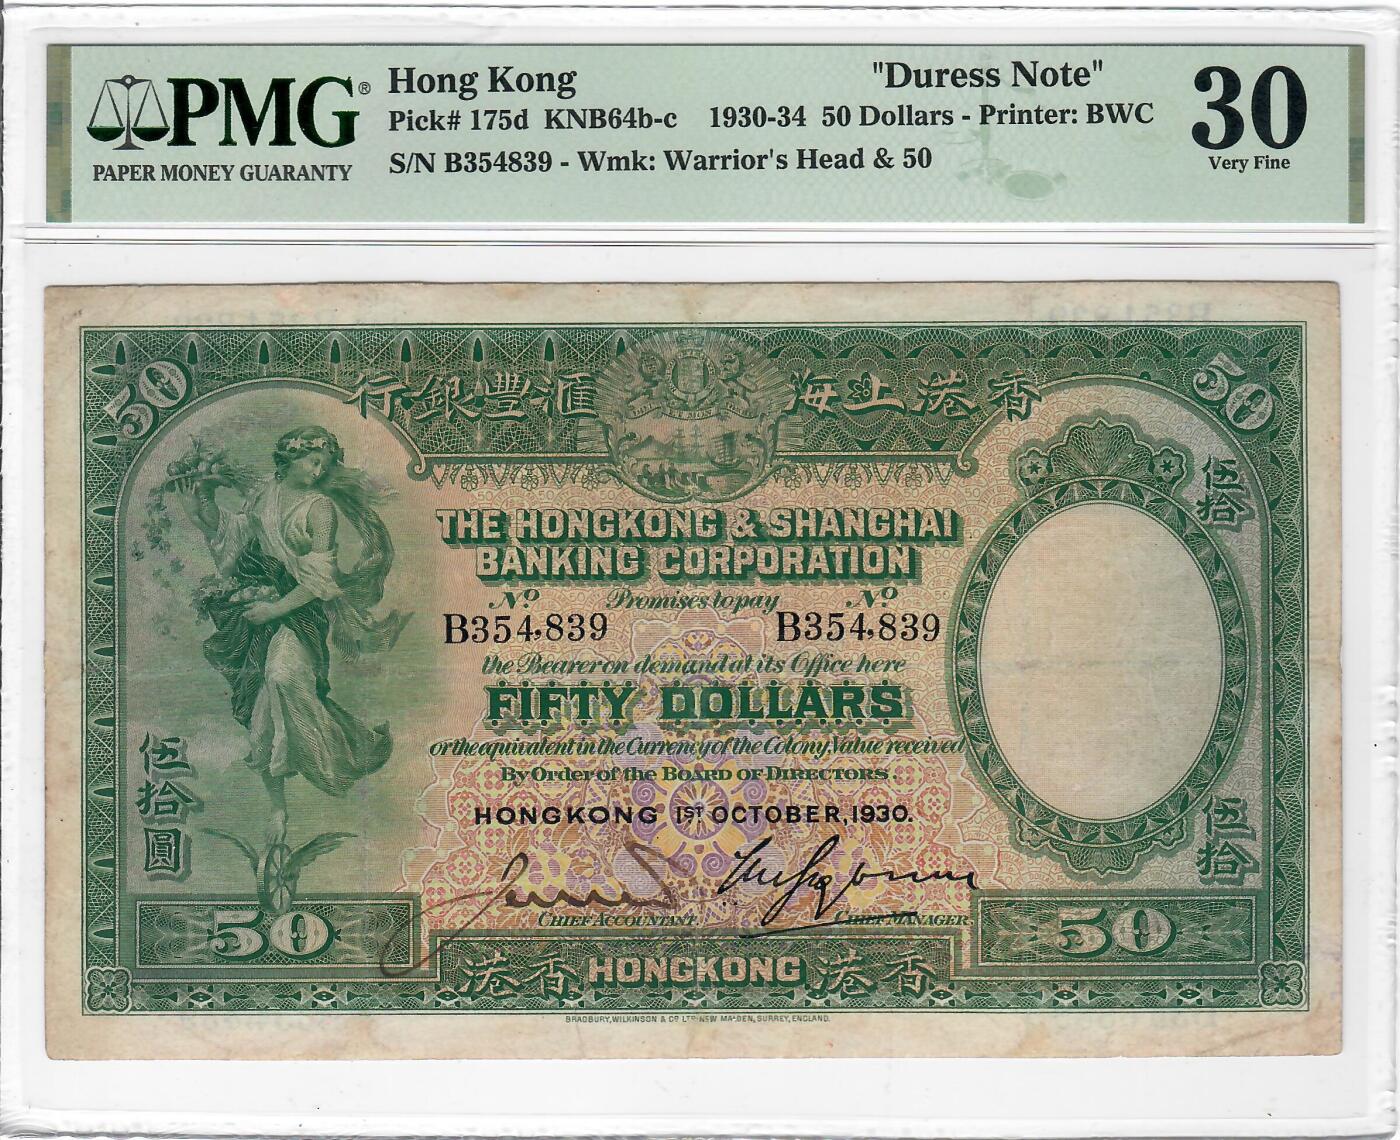 PMG®
PAPER MONEY GUARANTY
Hong Kong
"Duress Note"
Pick# 175d KNB64b-c 1930-34 50 Dollars - Printer: BWC
S/N B354839 - Wmk: Warrior's Head & 50
30
Very Fine
50
行銀豐滙
海上港香
50
伍拾
THE HONGKONG & SHANGHAI
BANKING CORPORATION
No. Promises to pay No.
B354,839 B354,839
the Bearer on demand at its Office here
FIFTY DOLLARS
or the equivalent in the Currency of the Colony, Value received
By Order of the BOARD OF DIRECTORS
HONGKONG 1ST OCTOBER, 1930.
伍拾圓
伍拾
CHIEF ACCOUNTANT
CHIEF MANAGER
50
50
港香 HONGKONG 港香
BRADBURY, WILKINSON & Co. LTD. NEW MALDEN, SURREY, ENGLAND.